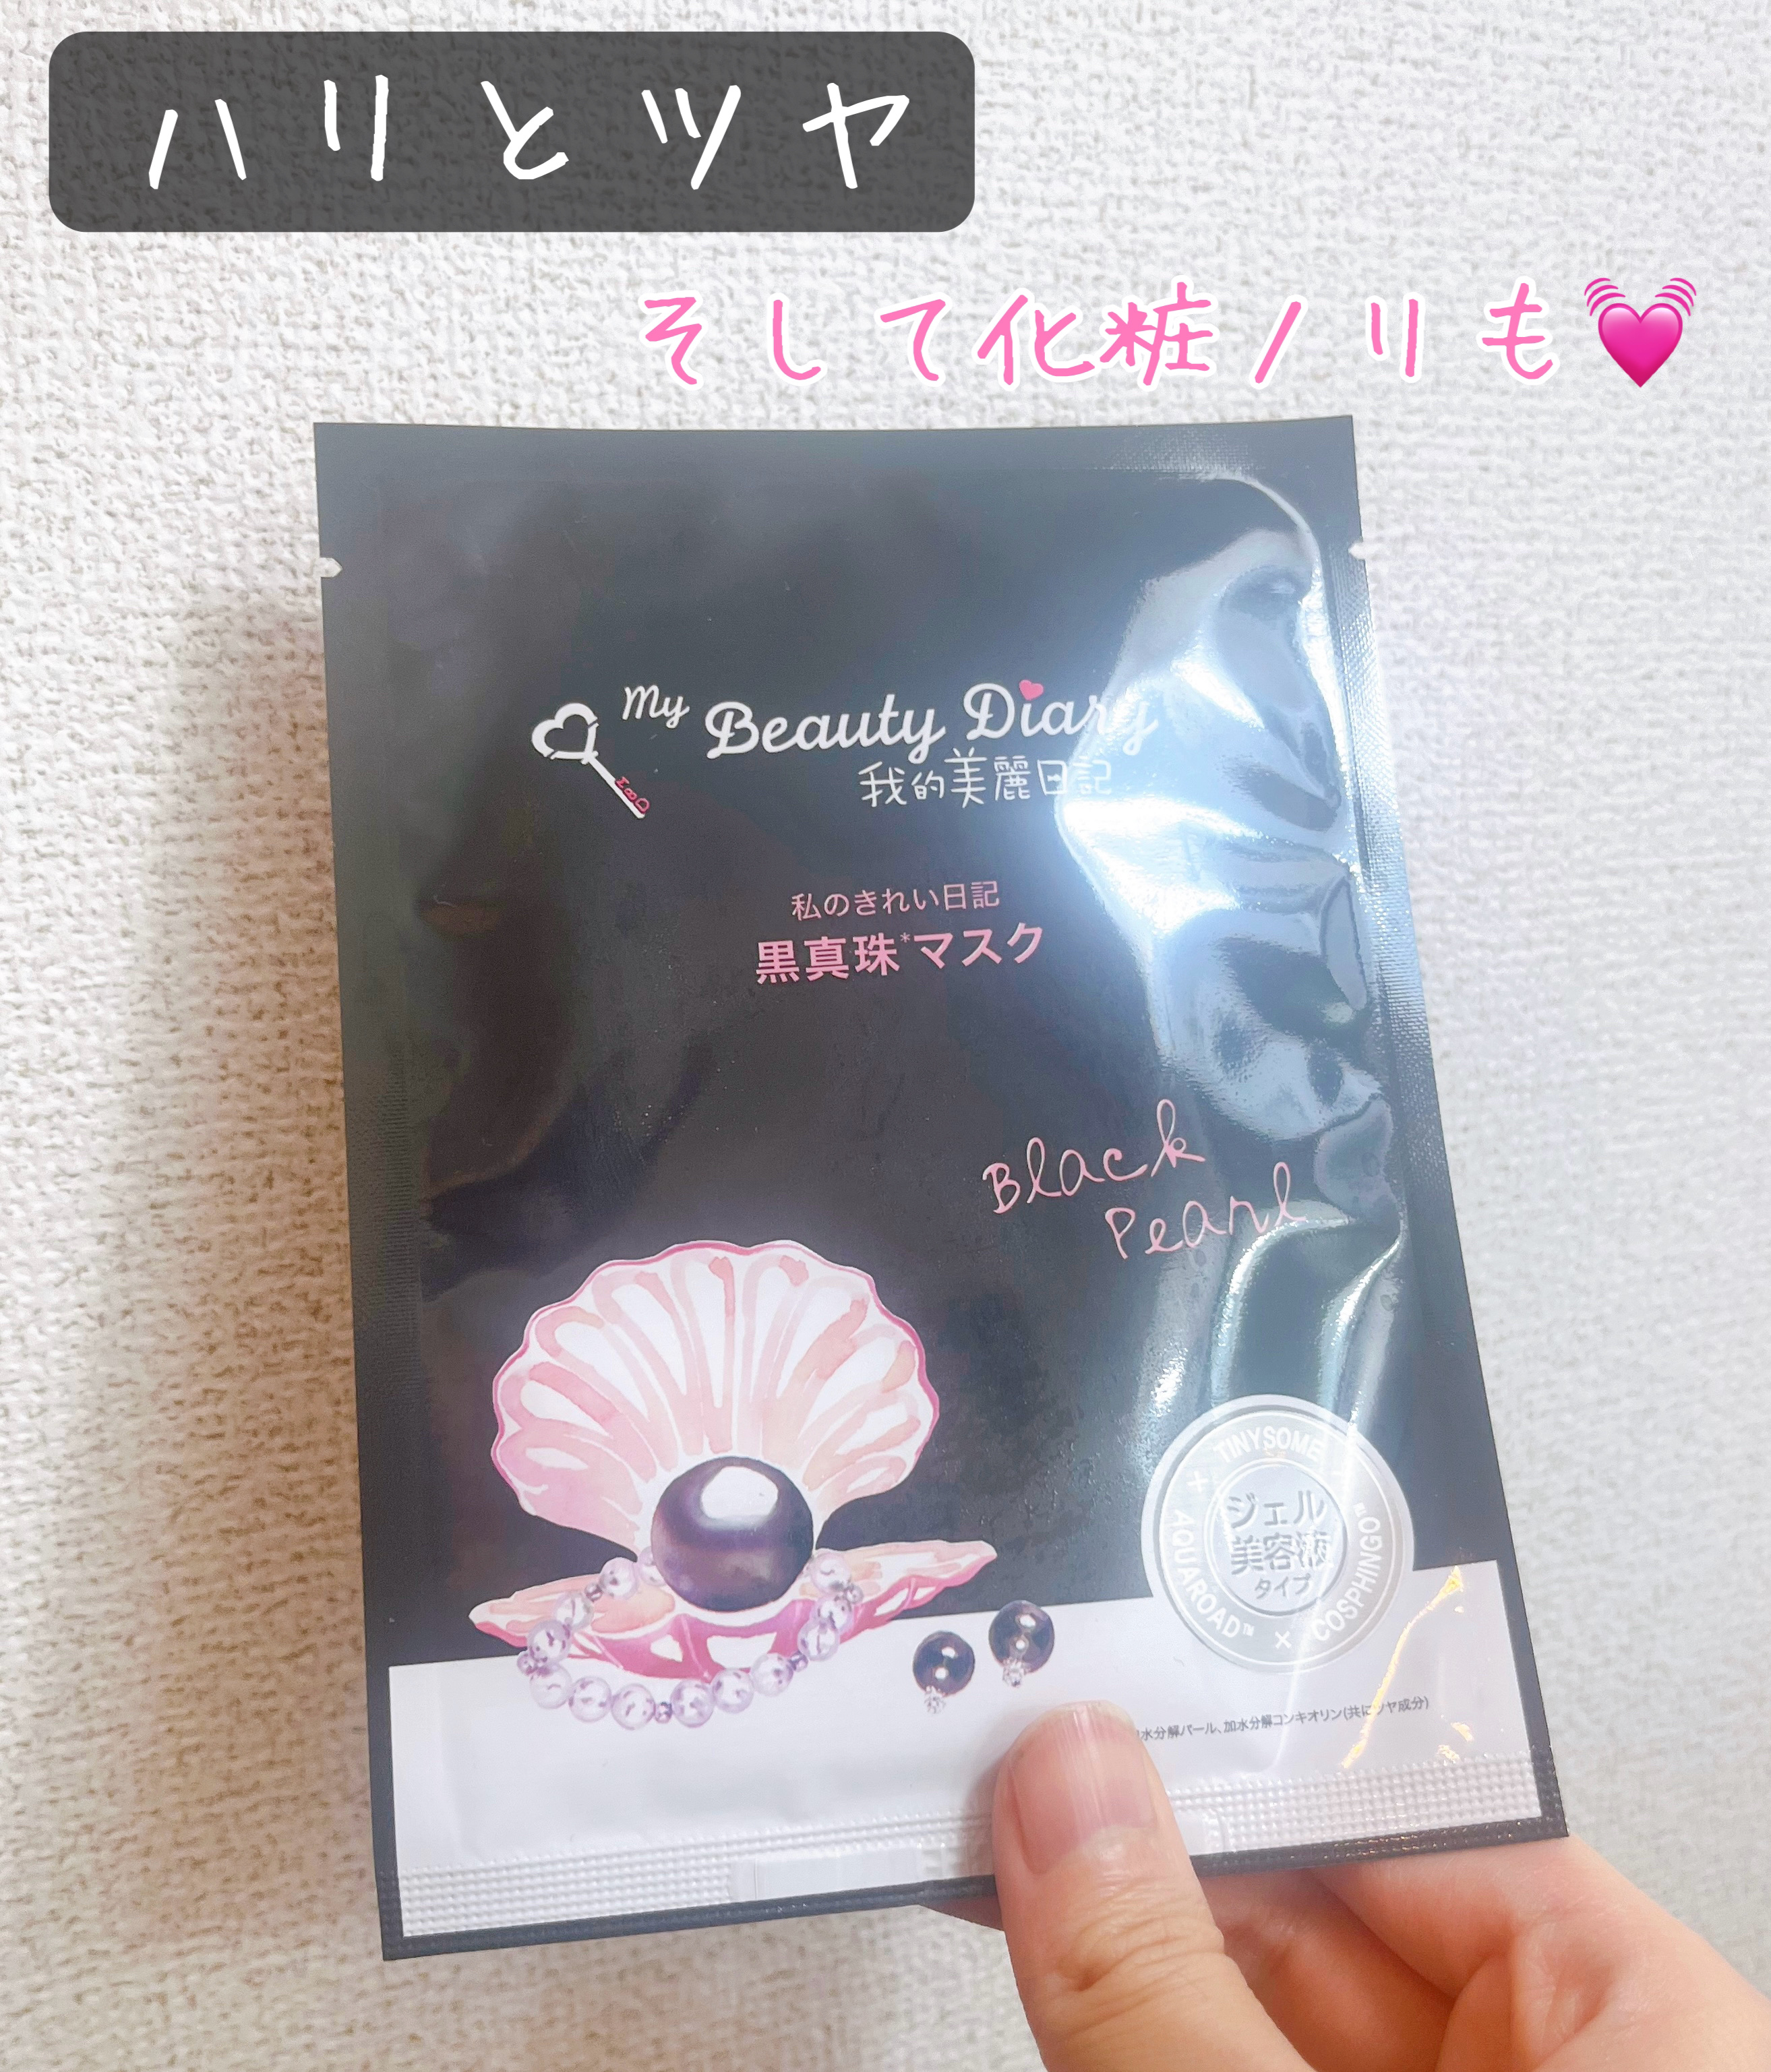 ハリとツヤ
そして化粧ノリも💓
My Beauty Diary
我的美麗日記
MBD
私のきれい日記
黒真珠*マスク
Black
Pearl
TINYSOME
ジェル
美容液
タイプ
AQUAROAD™ × COSPHINGO
水分解パール、加水分解コンキオリン(共にツヤ成分)